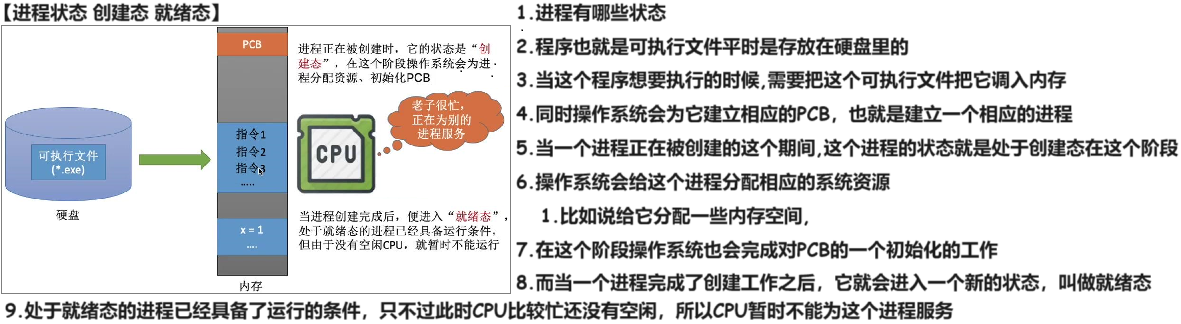 【进程状态 创建态 就绪态】
PCB
进程正在被创建时，它的状态是“创
建态”，在这个阶段操作系统会为进
程分配资源、初始化PCB
老子很忙，
正在为别的
进程服务
可执行文件
(*.exe)
硬盘
指令1
指令2
指令3
.....
CPU
x = 1
....
内存
当进程创建完成后，便进入“就绪态”，
处于就绪态的进程已经具备运行条件，
但由于没有空闲CPU，就暂时不能运行
1.进程有哪些状态
2.程序也就是可执行文件平时是存放在硬盘里的
3.当这个程序想要执行的时候,需要把这个可执行文件把它调入内存
4.同时操作系统会为它建立相应的PCB，也就是建立一个相应的进程
5.当一个进程正在被创建的这个期间,这个进程的状态就是处于创建态在这个阶段
6.操作系统会给这个进程分配相应的系统资源
1.比如说给它分配一些内存空间,
7.在这个阶段操作系统也会完成对PCB的一个初始化的工作
8.而当一个进程完成了创建工作之后，它就会进入一个新的状态，叫做就绪态
9.处于就绪态的进程已经具备了运行的条件，只不过此时CPU比较忙还没有空闲，所以CPU暂时不能为这个进程服务